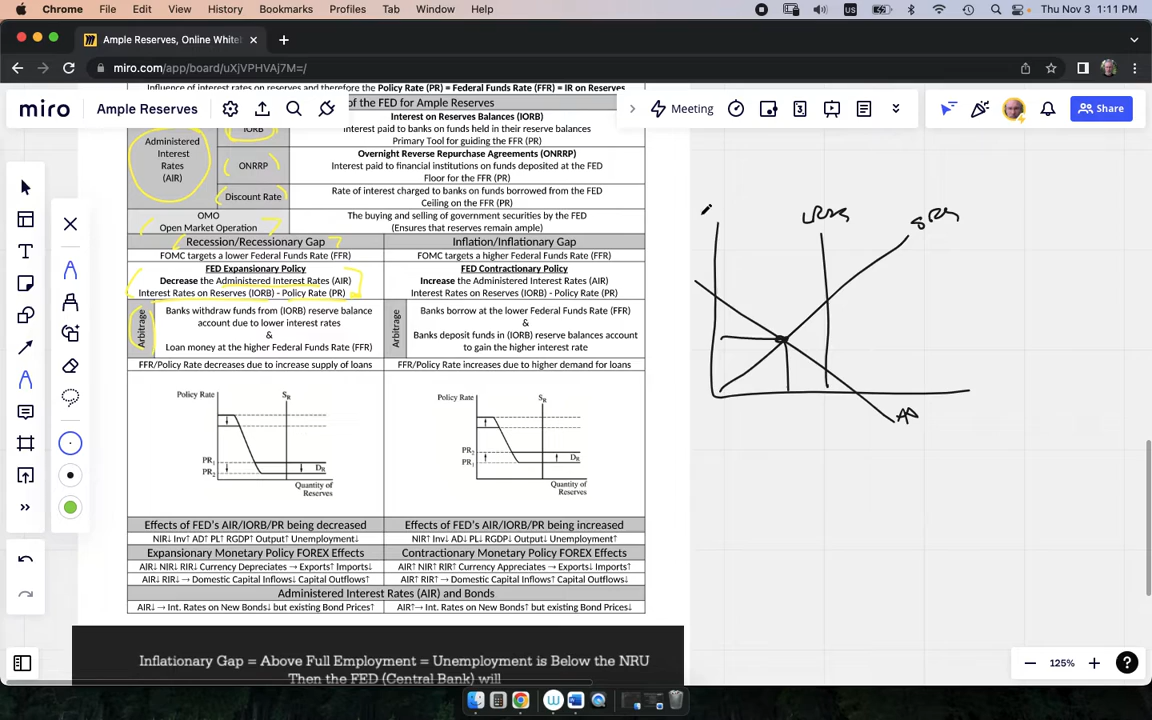 Chrome File Edit View History Bookmarks Profiles Tab Window Help US Thu Nov 3 1:11 PM
Ample Reserves, Online White
miro.com/app/board/uXjVPHVAj7M=/
Influence of interest rates on reserves and therefore the Policy Rate (PR) = Federal Funds Rate (FFR) = IR on Reserves
miro Ample Reserves Meeting Share
of the FED for Ample Reserves
Administered Interest Rates (AIR)
IORB
Interest on Reserves Balances (IORB)
Interest paid to banks on funds held in their reserve balances
Primary Tool for guiding the FFR (PR)
ONRRP
Overnight Reverse Repurchase Agreements (ONRRP)
Interest paid to financial institutions on funds deposited at the FED
Floor for the FFR (PR)
Discount Rate
Rate of interest charged to banks on funds borrowed from the FED
Ceiling on the FFR (PR)
OMO
Open Market Operation
The buying and selling of government securities by the FED
(Ensures that reserves remain ample)
Recession/Recessionary Gap Inflation/Inflationary Gap
FOMC targets a lower Federal Funds Rate (FFR) FOMC targets a higher Federal Funds Rate (FFR)
FED Expansionary Policy
Decrease the Administered Interest Rates (AIR)
Interest Rates on Reserves (IORB) - Policy Rate (PR)
FED Contractionary Policy
Increase the Administered Interest Rates (AIR)
Interest Rates on Reserves (IORB) - Policy Rate (PR)
Arbitrage
Banks withdraw funds from (IORB) reserve balance
account due to lower interest rates
&
Loan money at the higher Federal Funds Rate (FFR)
Arbitrage
Banks borrow at the lower Federal Funds Rate (FFR)
&
Banks deposit funds in (IORB) reserve balances account
to gain the higher interest rate
FFR/Policy Rate decreases due to increase supply of loans FFR/Policy Rate increases due to higher demand for loans
Policy Rate
SR
PR1
PR2
DR
Quantity of
Reserves
Policy Rate
SR
PR2
PR1
DR
Quantity of
Reserves
Effects of FED's AIR/IORB/PR being decreased Effects of FED's AIR/IORB/PR being increased
NIR↓ Inv↑ AD↑ PL↑ RGDP↑ Output↑ Unemployment↓ NIR↑ Inv↓ AD↓ PL↓ RGDP↓ Output↓ Unemployment↑
Expansionary Monetary Policy FOREX Effects Contractionary Monetary Policy FOREX Effects
AIR↓ NIR↓ RIR↓ Currency Depreciates → Exports↑ Imports↓ AIR↑ NIR↑ RIR↑ Currency Appreciates → Exports↓ Imports↑
AIR↓ RIR↓ → Domestic Capital Inflows↓ Capital Outflows↑ AIR↑ RIR↑ → Domestic Capital Inflows↑ Capital Outflows↓
Administered Interest Rates (AIR) and Bonds
AIR↓ → Int. Rates on New Bonds↓ but existing Bond Prices↑ AIR↑→ Int. Rates on New Bonds↑ but existing Bond Prices↓
LRAS
SRAS
AD
Inflationary Gap = Above Full Employment = Unemployment is Below the NRU
Then the FED (Central Bank) will
125%